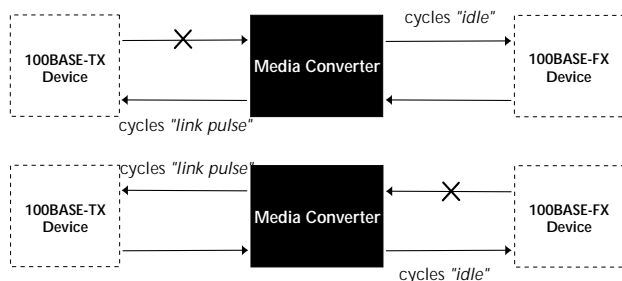 cycles "idle"
100BASE-TX
Device
Media Converter
100BASE-FX
Device
cycles "link pulse"
cycles "link pulse"
100BASE-TX
Device
Media Converter
100BASE-FX
Device
cycles "idle"